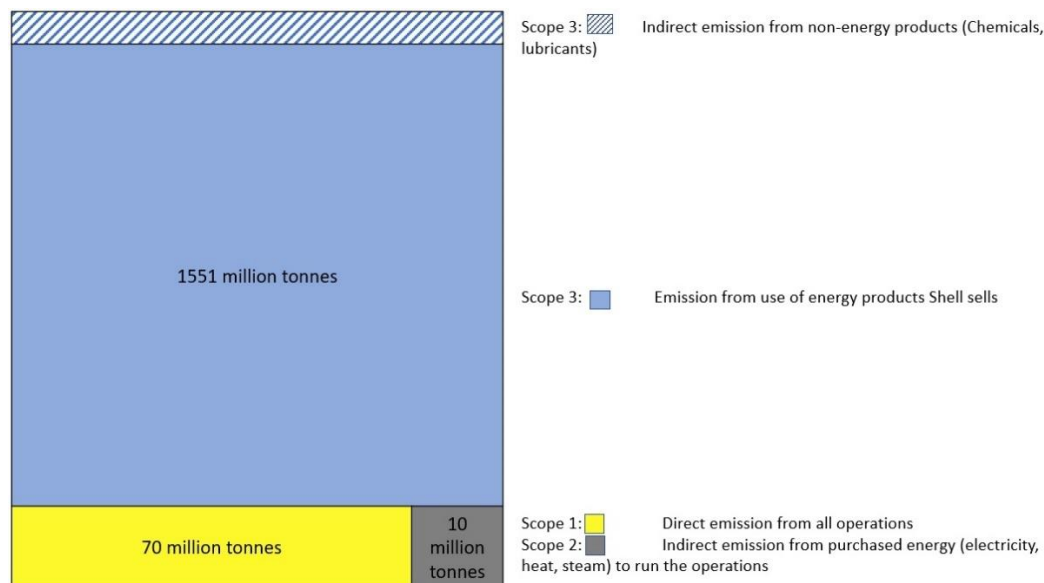 Scope 3: Indirect emission from non-energy products (Chemicals,
lubricants)
1551 million tonnes
Scope 3: Emission from use of energy products Shell sells
70 million tonnes
10
million
tonnes
Scope 1: Direct emission from all operations
Scope 2: Indirect emission from purchased energy (electricity,
heat, steam) to run the operations